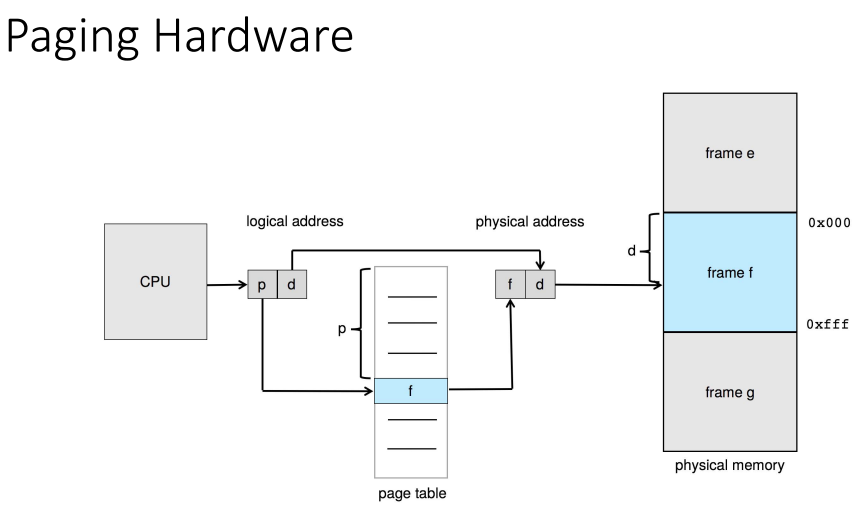 Paging Hardware
frame e
logical address
physical address
0x000
d
CPU
p d
f d
frame f
p
0xfff
f
frame g
physical memory
page table